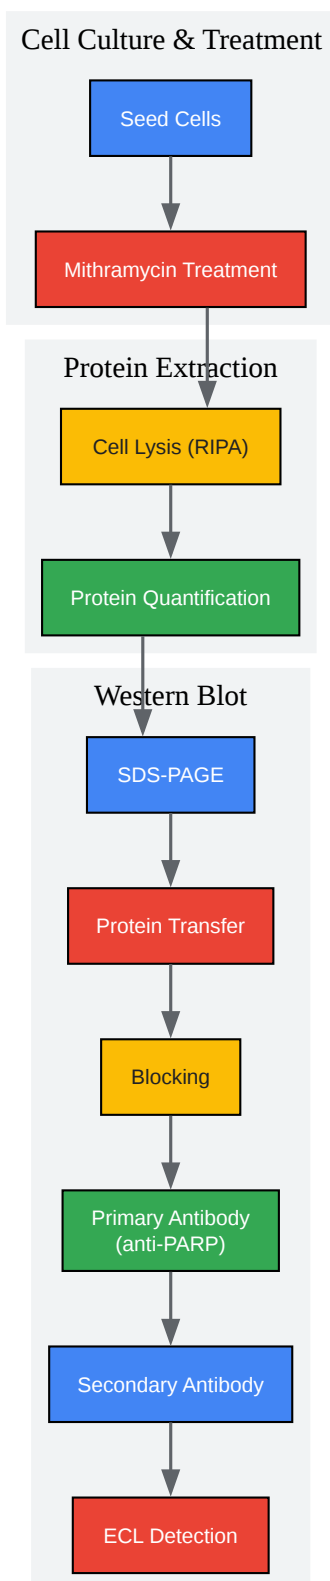 Cell Culture & Treatment
Seed Cells
Mithramycin Treatment
Protein Extraction
Cell Lysis (RIPA)
Protein Quantification
Western Blot
SDS-PAGE
Protein Transfer
Blocking
Primary Antibody
(anti-PARP)
Secondary Antibody
ECL Detection